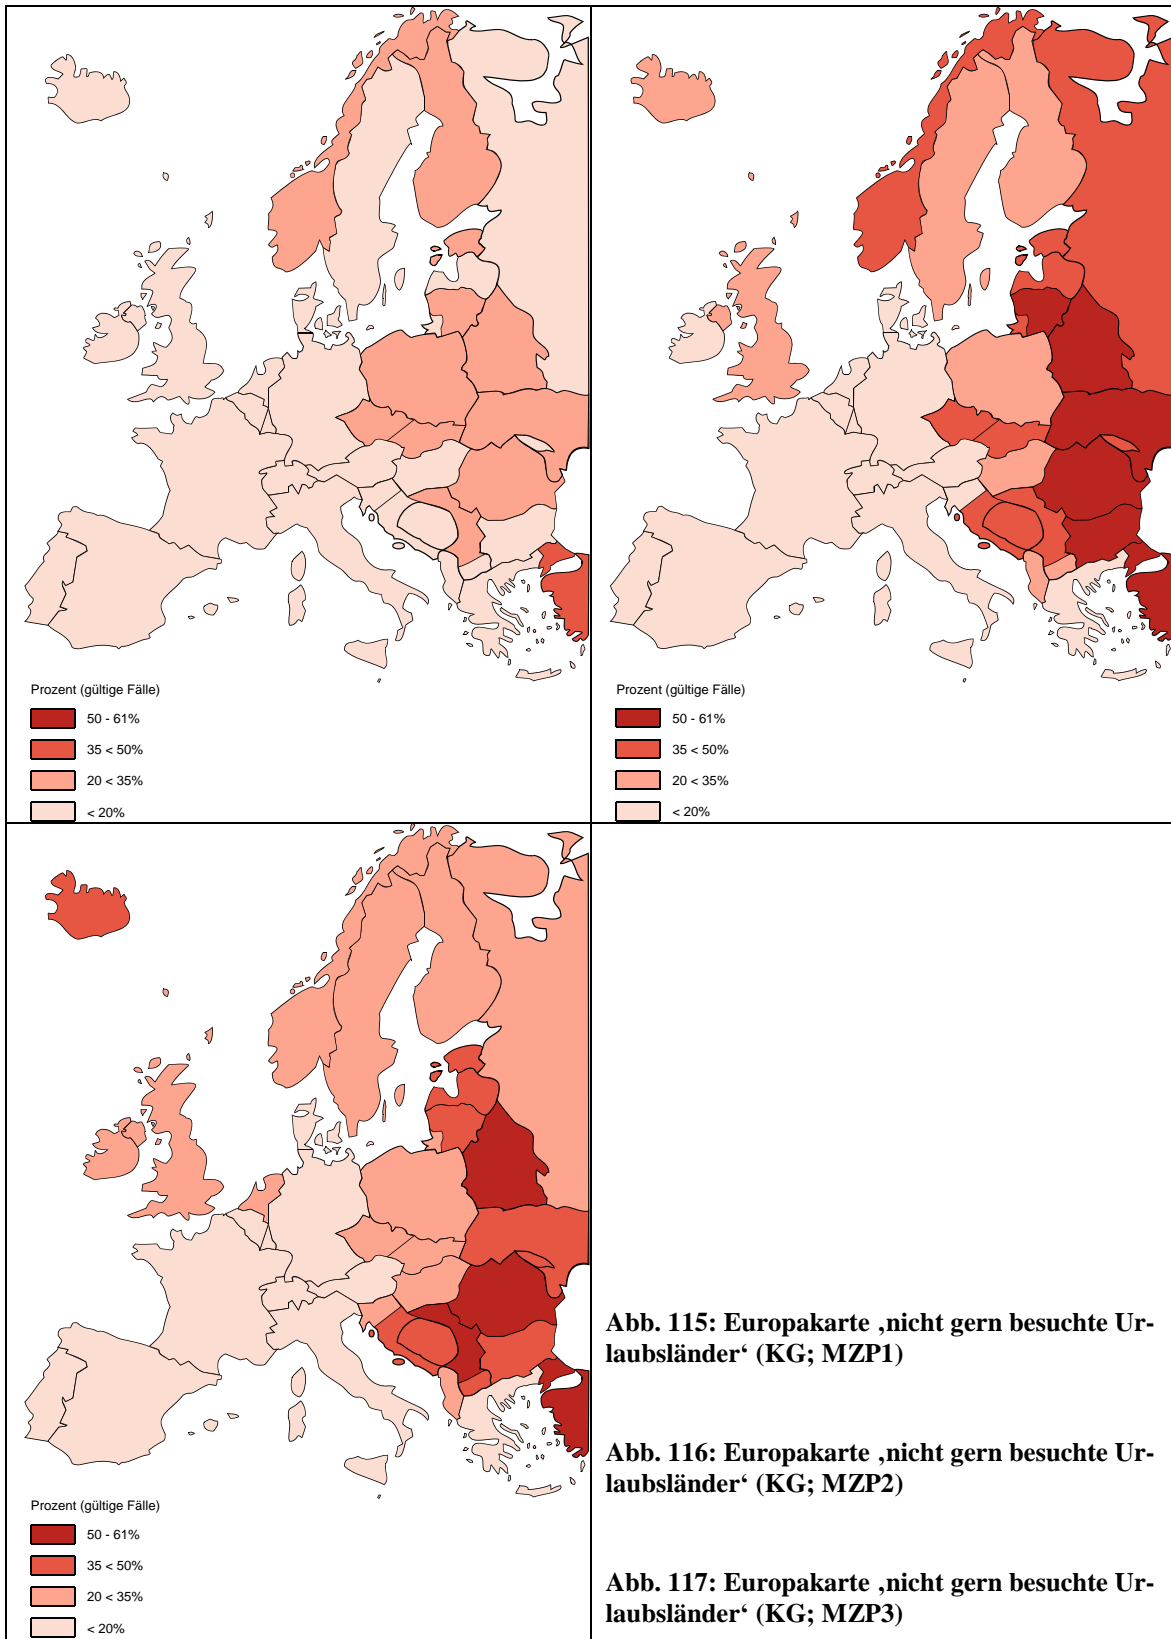 Prozent (gültige Fälle)
50 - 61%
35 < 50%
20 < 35%
< 20%
Prozent (gültige Fälle)
50 - 61%
35 < 50%
20 < 35%
< 20%
Prozent (gültige Fälle)
50 - 61%
35 < 50%
20 < 35%
< 20%
Abb. 115: Europakarte ‚nicht gern besuchte Ur-
laubsländer‘ (KG; MZP1)
Abb. 116: Europakarte ‚nicht gern besuchte Ur-
laubsländer‘ (KG; MZP2)
Abb. 117: Europakarte ‚nicht gern besuchte Ur-
laubsländer‘ (KG; MZP3)